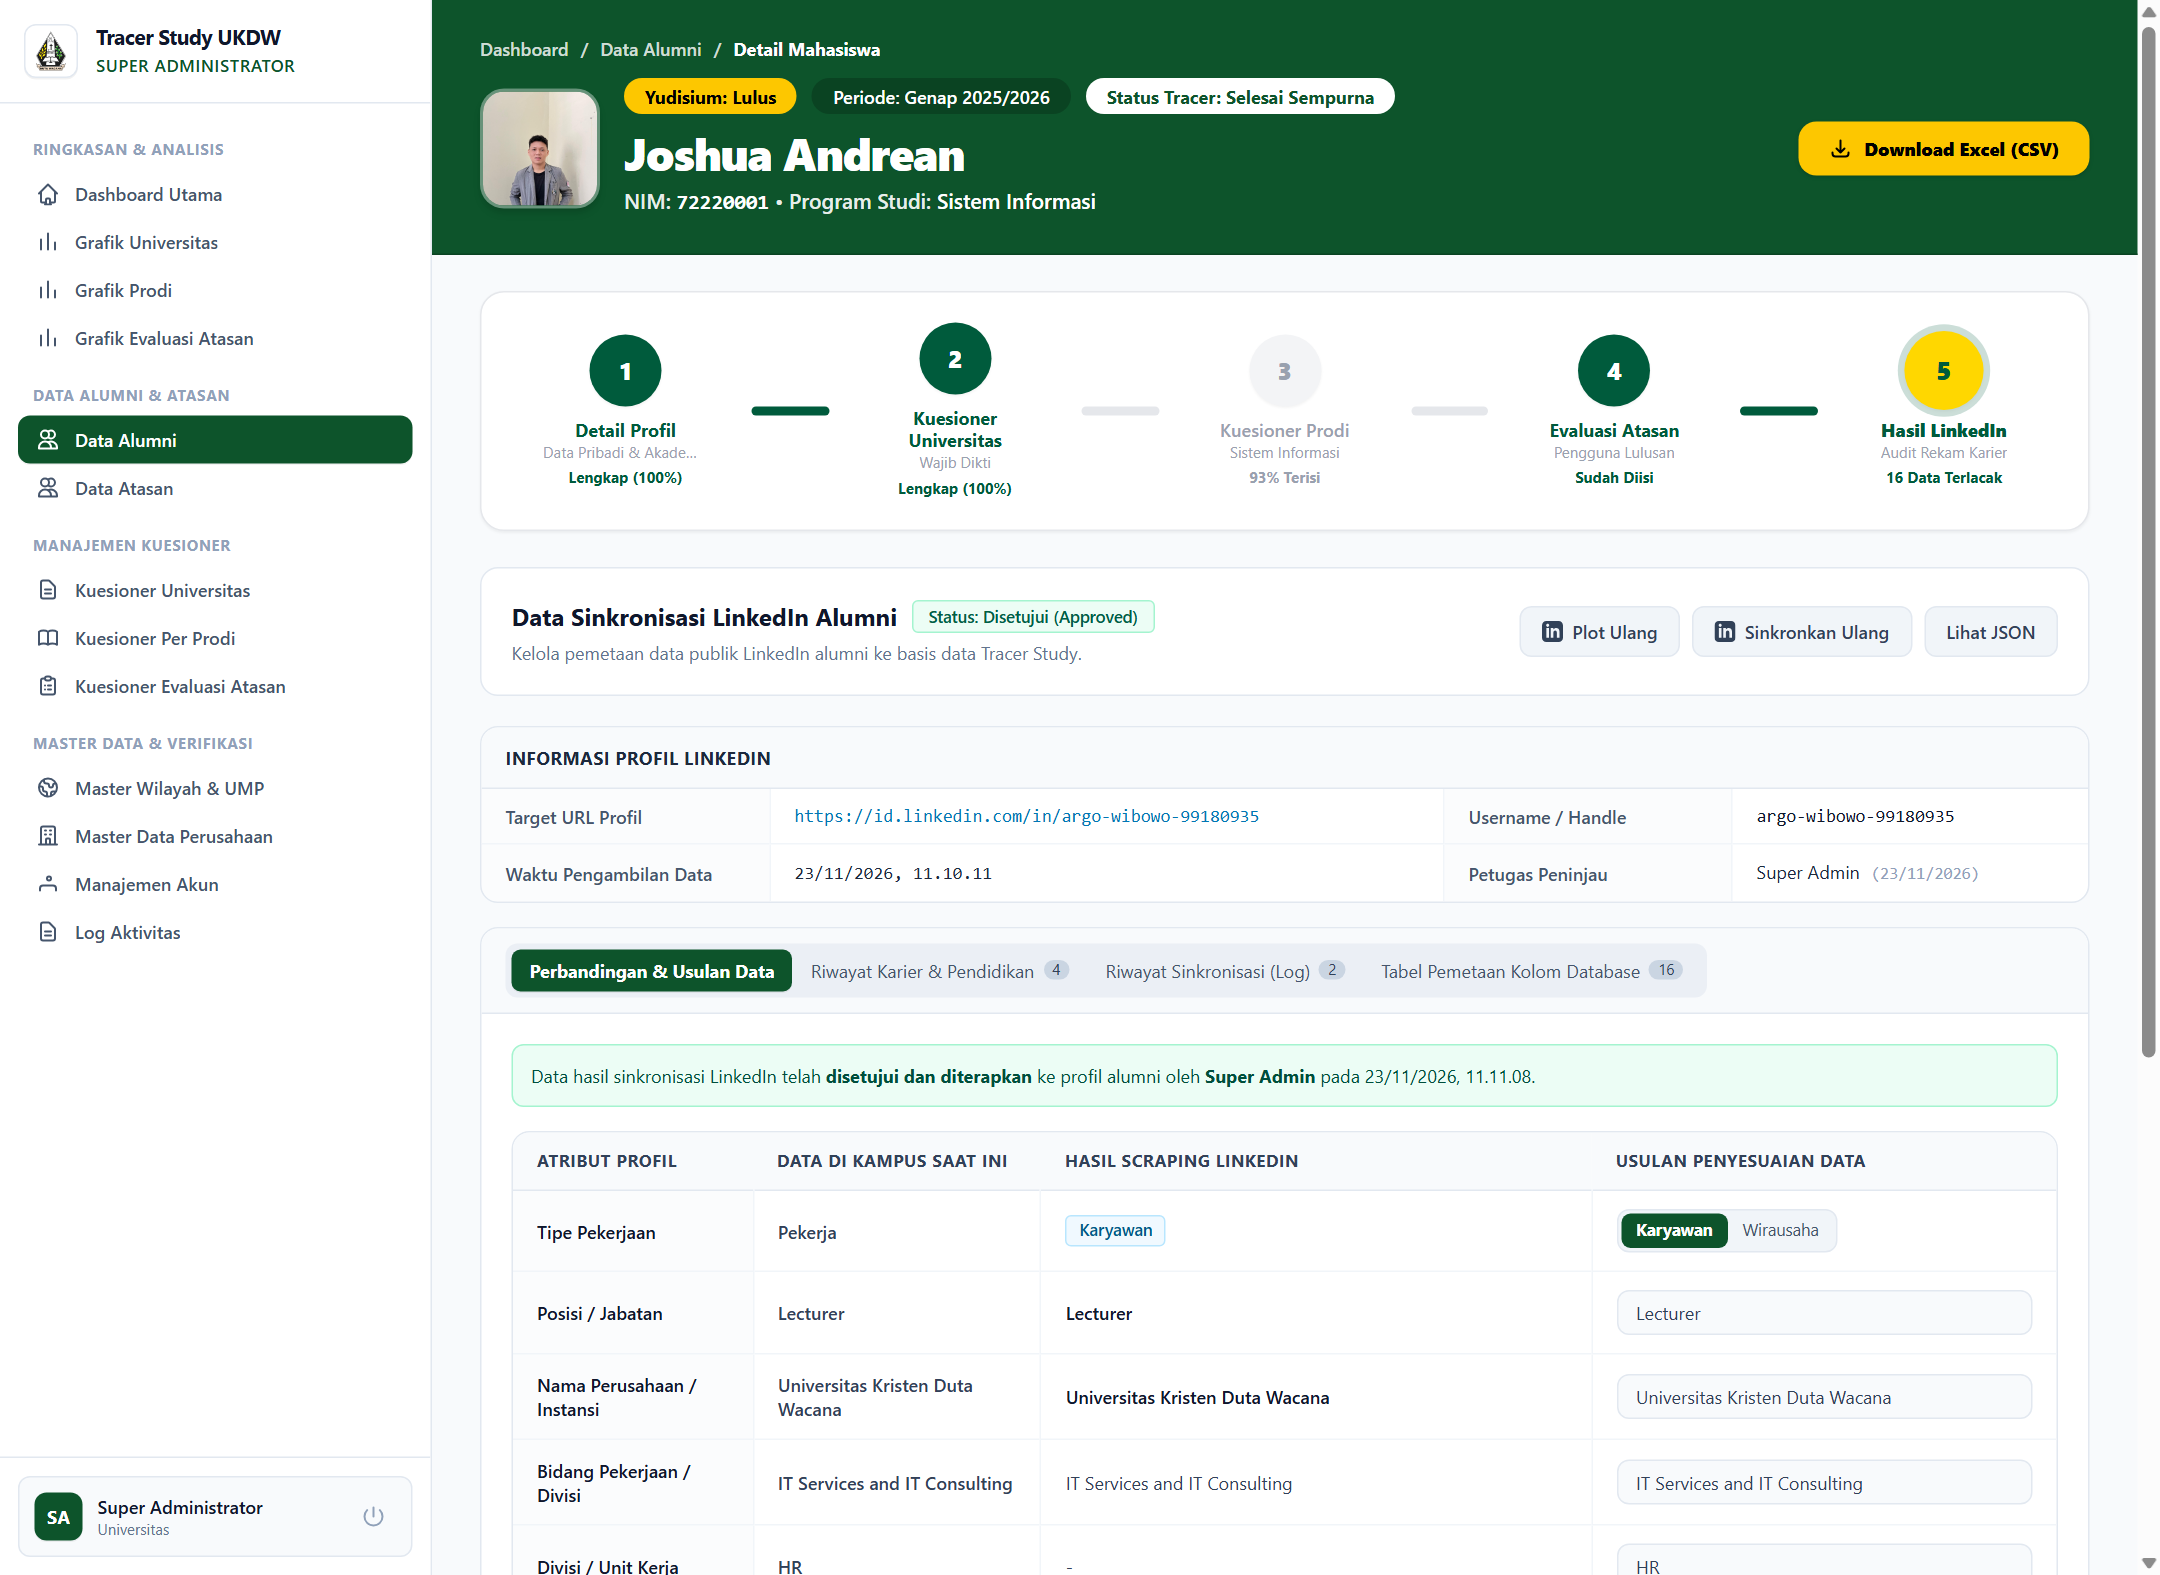 Tracer Study UKDW
SUPER ADMINISTRATOR
RINGKASAN & ANALISIS
Dashboard Utama
Grafik Universitas
Grafik Prodi
Grafik Evaluasi Atasan
DATA ALUMNI & ATASAN
Data Alumni
Data Atasan
MANAJEMEN KUESIONER
Kuesioner Universitas
Kuesioner Per Prodi
Kuesioner Evaluasi Atasan
MASTER DATA & VERIFIKASI
Master Wilayah & UMP
Master Data Perusahaan
Manajemen Akun
Log Aktivitas
SA
Super Administrator
Universitas
Dashboard / Data Alumni / Detail Mahasiswa
Yudisium: Lulus
Periode: Genap 2025/2026
Status Tracer: Selesai Sempurna
Joshua Andrean
NIM: 72220001 • Program Studi: Sistem Informasi
Download Excel (CSV)
1
Detail Profil
Data Pribadi & Akade...
Lengkap (100%)
2
Kuesioner
Universitas
Wajib Dikti
Lengkap (100%)
3
Kuesioner Prodi
Sistem Informasi
93% Terisi
4
Evaluasi Atasan
Pengguna Lulusan
Sudah Diisi
5
Hasil LinkedIn
Audit Rekam Karier
16 Data Terlacak
Data Sinkronisasi LinkedIn Alumni
Status: Disetujui (Approved)
Kelola pemetaan data publik LinkedIn alumni ke basis data Tracer Study.
in Plot Ulang
in Sinkronkan Ulang
Lihat JSON
INFORMASI PROFIL LINKEDIN
Target URL Profil
https://id.linkedin.com/in/argo-wibowo-99180935
Username / Handle
argo-wibowo-99180935
Waktu Pengambilan Data
23/11/2026, 11.10.11
Petugas Peninjau
Super Admin (23/11/2026)
Perbandingan & Usulan Data
Riwayat Karier & Pendidikan 4
Riwayat Sinkronisasi (Log) 2
Tabel Pemetaan Kolom Database 16
Data hasil sinkronisasi LinkedIn telah disetujui dan diterapkan ke profil alumni oleh Super Admin pada 23/11/2026, 11.11.08.
ATRIBUT PROFIL
DATA DI KAMPUS SAAT INI
HASIL SCRAPING LINKEDIN
USULAN PENYESUAIAN DATA
Tipe Pekerjaan
Pekerja
Karyawan
Karyawan
Wirausaha
Posisi / Jabatan
Lecturer
Lecturer
Lecturer
Nama Perusahaan /
Instansi
Universitas Kristen Duta
Wacana
Universitas Kristen Duta Wacana
Universitas Kristen Duta Wacana
Bidang Pekerjaan /
Divisi
IT Services and IT Consulting
IT Services and IT Consulting
IT Services and IT Consulting
Divisi / Unit Kerja
HR
-
HR